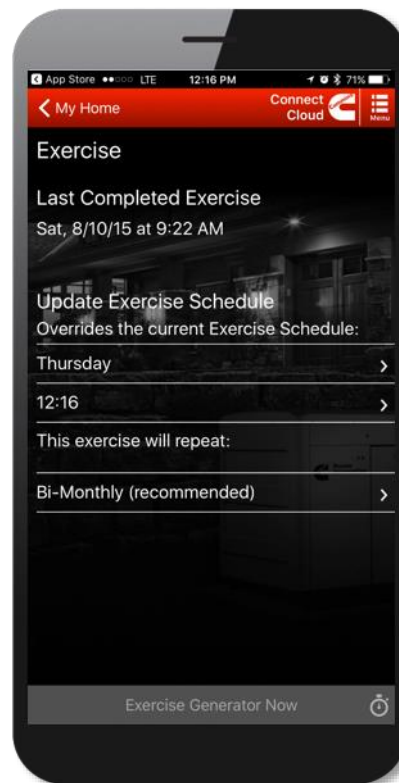 App Store LTE 12:16 PM 71%
My Home
Connect
Cloud
Menu
Exercise
Last Completed Exercise
Sat, 8/10/15 at 9:22 AM
Update Exercise Schedule
Overrides the current Exercise Schedule:
Thursday
12:16
This exercise will repeat:
Bi-Monthly (recommended)
Exercise Generator Now